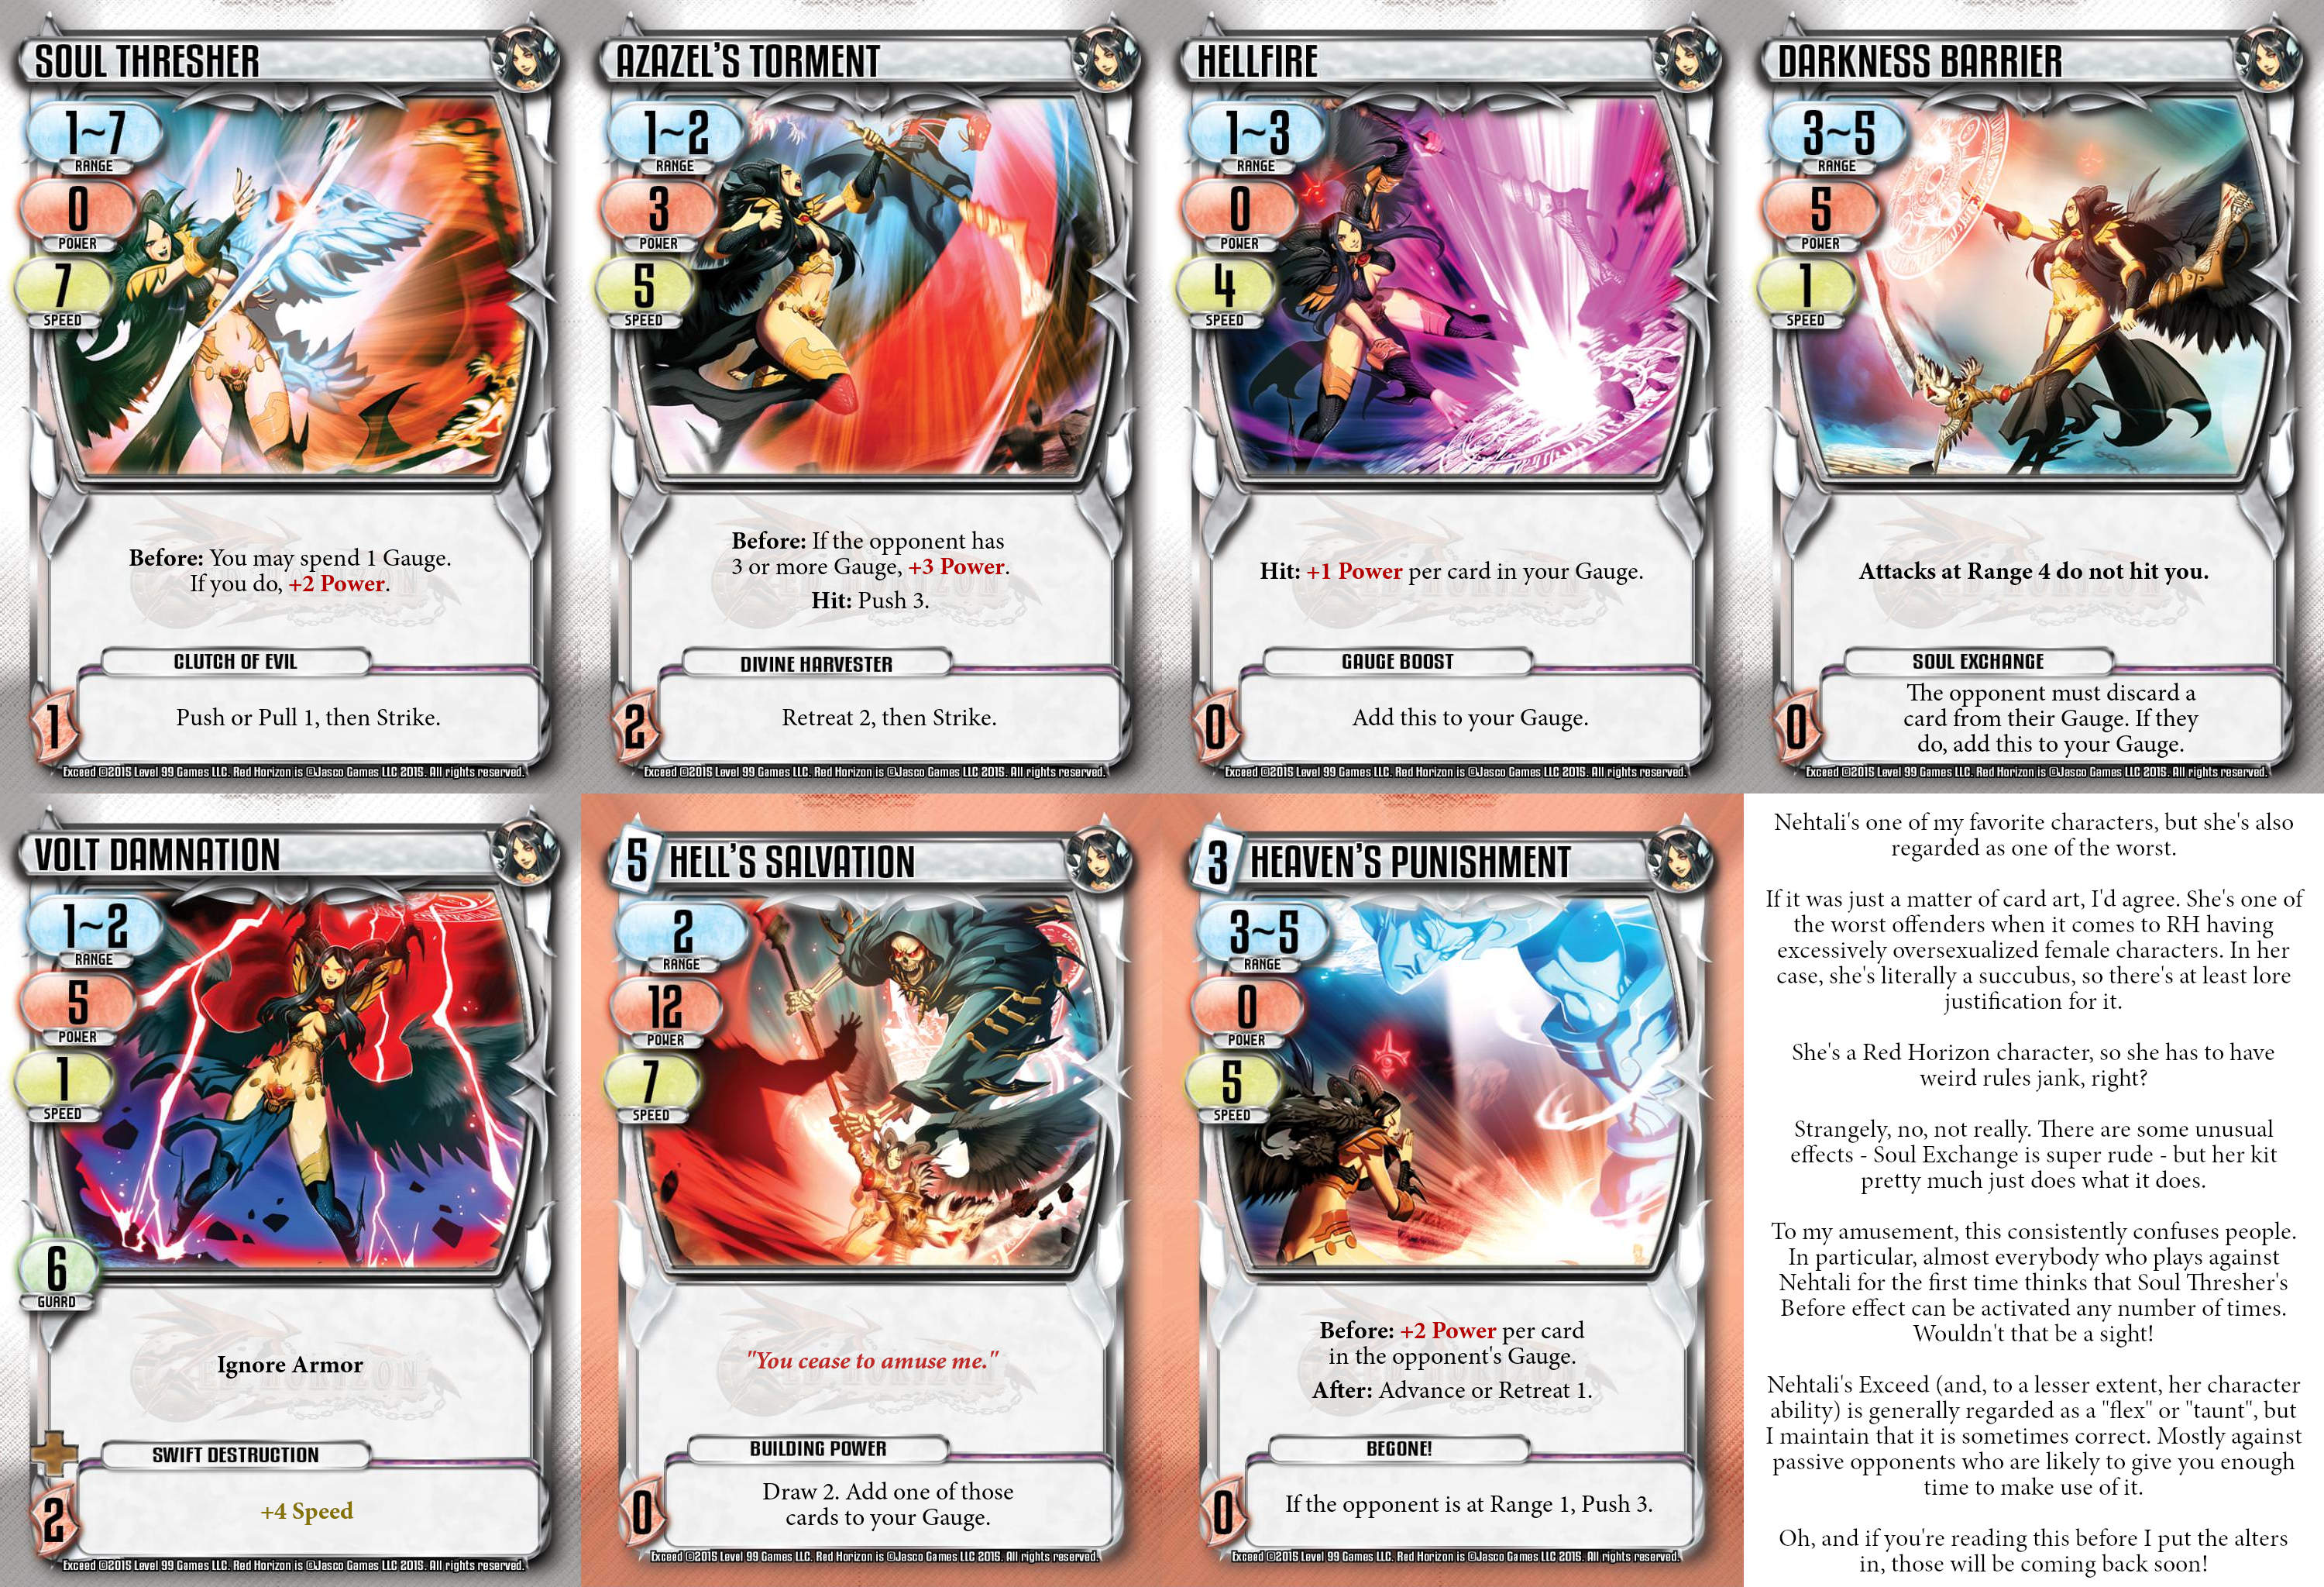 SOUL THRESHER
1~7
RANGE
0
POWER
7
SPEED
Before: You may spend 1 Gauge.
If you do, +2 Power.
CLUTCH OF EVIL
1
Push or Pull 1, then Strike.
Exceed ©2015 Level 99 Games LLC. Red Horizon is ©Jasco Games LLC 2015. All rights reserved.
AZAZEL'S TORMENT
1~2
RANGE
3
POWER
5
SPEED
Before: If the opponent has
3 or more Gauge, +3 Power.
Hit: Push 3.
DIVINE HARVESTER
2
Retreat 2, then Strike.
Exceed ©2015 Level 99 Games LLC. Red Horizon is ©Jasco Games LLC 2015. All rights reserved.
HELLFIRE
1~3
RANGE
0
POWER
4
SPEED
Hit: +1 Power per card in your Gauge.
GAUGE BOOST
0
Add this to your Gauge.
Exceed ©2015 Level 99 Games LLC. Red Horizon is ©Jasco Games LLC 2015. All rights reserved.
DARKNESS BARRIER
3~5
RANGE
5
POWER
1
SPEED
Attacks at Range 4 do not hit you.
SOUL EXCHANGE
0
The opponent must discard a
card from their Gauge. If they
do, add this to your Gauge.
Exceed ©2015 Level 99 Games LLC. Red Horizon is ©Jasco Games LLC 2015. All rights reserved.
VOLT DAMNATION
1~2
RANGE
5
POWER
1
SPEED
6
GUARD
Ignore Armor
SWIFT DESTRUCTION
2
+4 Speed
Exceed ©2015 Level 99 Games LLC. Red Horizon is ©Jasco Games LLC 2015. All rights reserved.
5 HELL'S SALVATION
2
RANGE
12
POWER
7
SPEED
"You cease to amuse me."
BUILDING POWER
0
Draw 2. Add one of those
cards to your Gauge.
Exceed ©2015 Level 99 Games LLC. Red Horizon is ©Jasco Games LLC 2015. All rights reserved.
3 HEAVEN'S PUNISHMENT
3~5
RANGE
0
POWER
5
SPEED
Before: +2 Power per card
in the opponent's Gauge.
After: Advance or Retreat 1.
BEGONE!
0
If the opponent is at Range 1, Push 3.
Exceed ©2015 Level 99 Games LLC. Red Horizon is ©Jasco Games LLC 2015. All rights reserved.
Nehtali's one of my favorite characters, but she's also
regarded as one of the worst.
If it was just a matter of card art, I'd agree. She's one of
the worst offenders when it comes to RH having
excessively oversexualized female characters. In her
case, she's literally a succubus, so there's at least lore
justification for it.
She's a Red Horizon character, so she has to have
weird rules jank, right?
Strangely, no, not really. There are some unusual
effects - Soul Exchange is super rude - but her kit
pretty much just does what it does.
To my amusement, this consistently confuses people.
In particular, almost everybody who plays against
Nehtali for the first time thinks that Soul Thresher's
Before effect can be activated any number of times.
Wouldn't that be a sight!
Nehtali's Exceed (and, to a lesser extent, her character
ability) is generally regarded as a "flex" or "taunt", but
I maintain that it is sometimes correct. Mostly against
passive opponents who are likely to give you enough
time to make use of it.
Oh, and if you're reading this before I put the alters
in, those will be coming back soon!